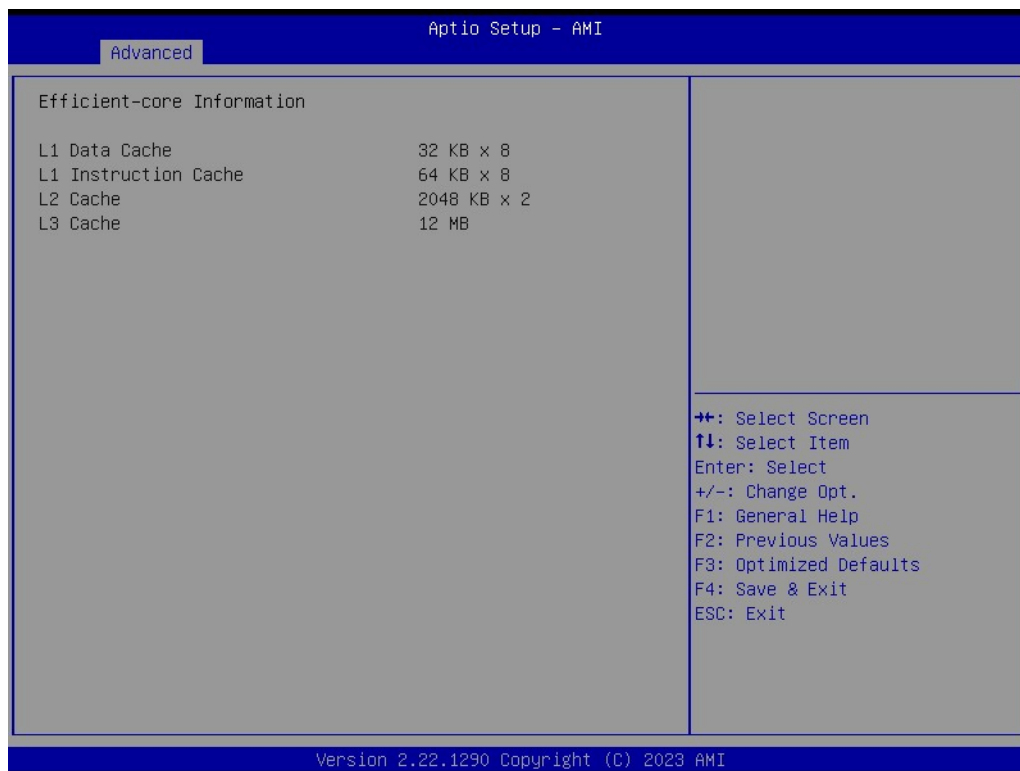 Aptio Setup – AMI
Advanced
Efficient-core Information
L1 Data Cache 32 KB x 8
L1 Instruction Cache 64 KB x 8
L2 Cache 2048 KB x 2
L3 Cache 12 MB
→←: Select Screen
↑↓: Select Item
Enter: Select
+/-: Change Opt.
F1: General Help
F2: Previous Values
F3: Optimized Defaults
F4: Save & Exit
ESC: Exit
Version 2.22.1290 Copyright (C) 2023 AMI